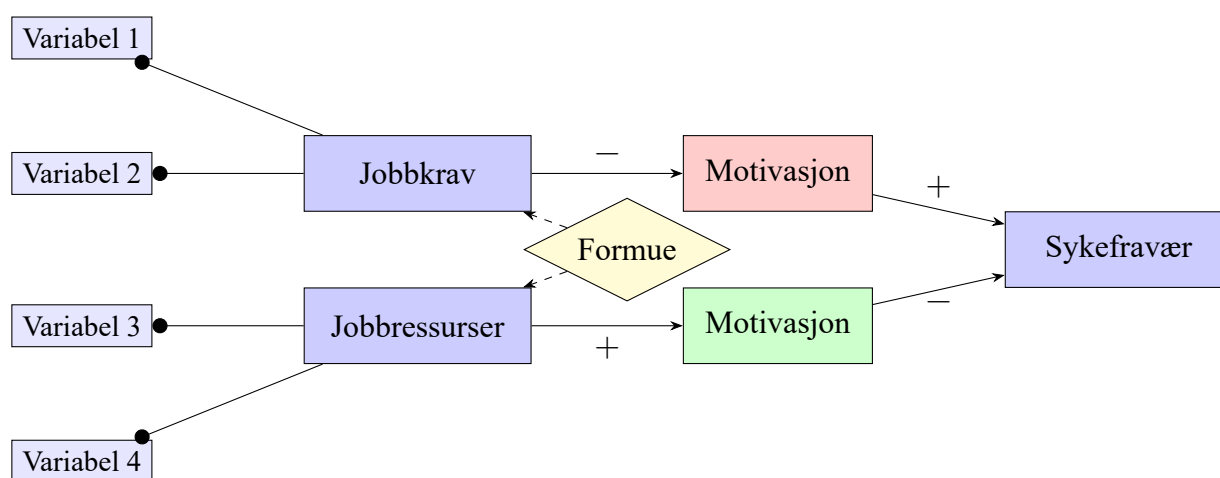 Variabel 1
Variabel 2
Jobbkrav
−
Motivasjon
+
Formue
Sykefravær
Variabel 3
Jobbressurser
+
Motivasjon
−
Variabel 4